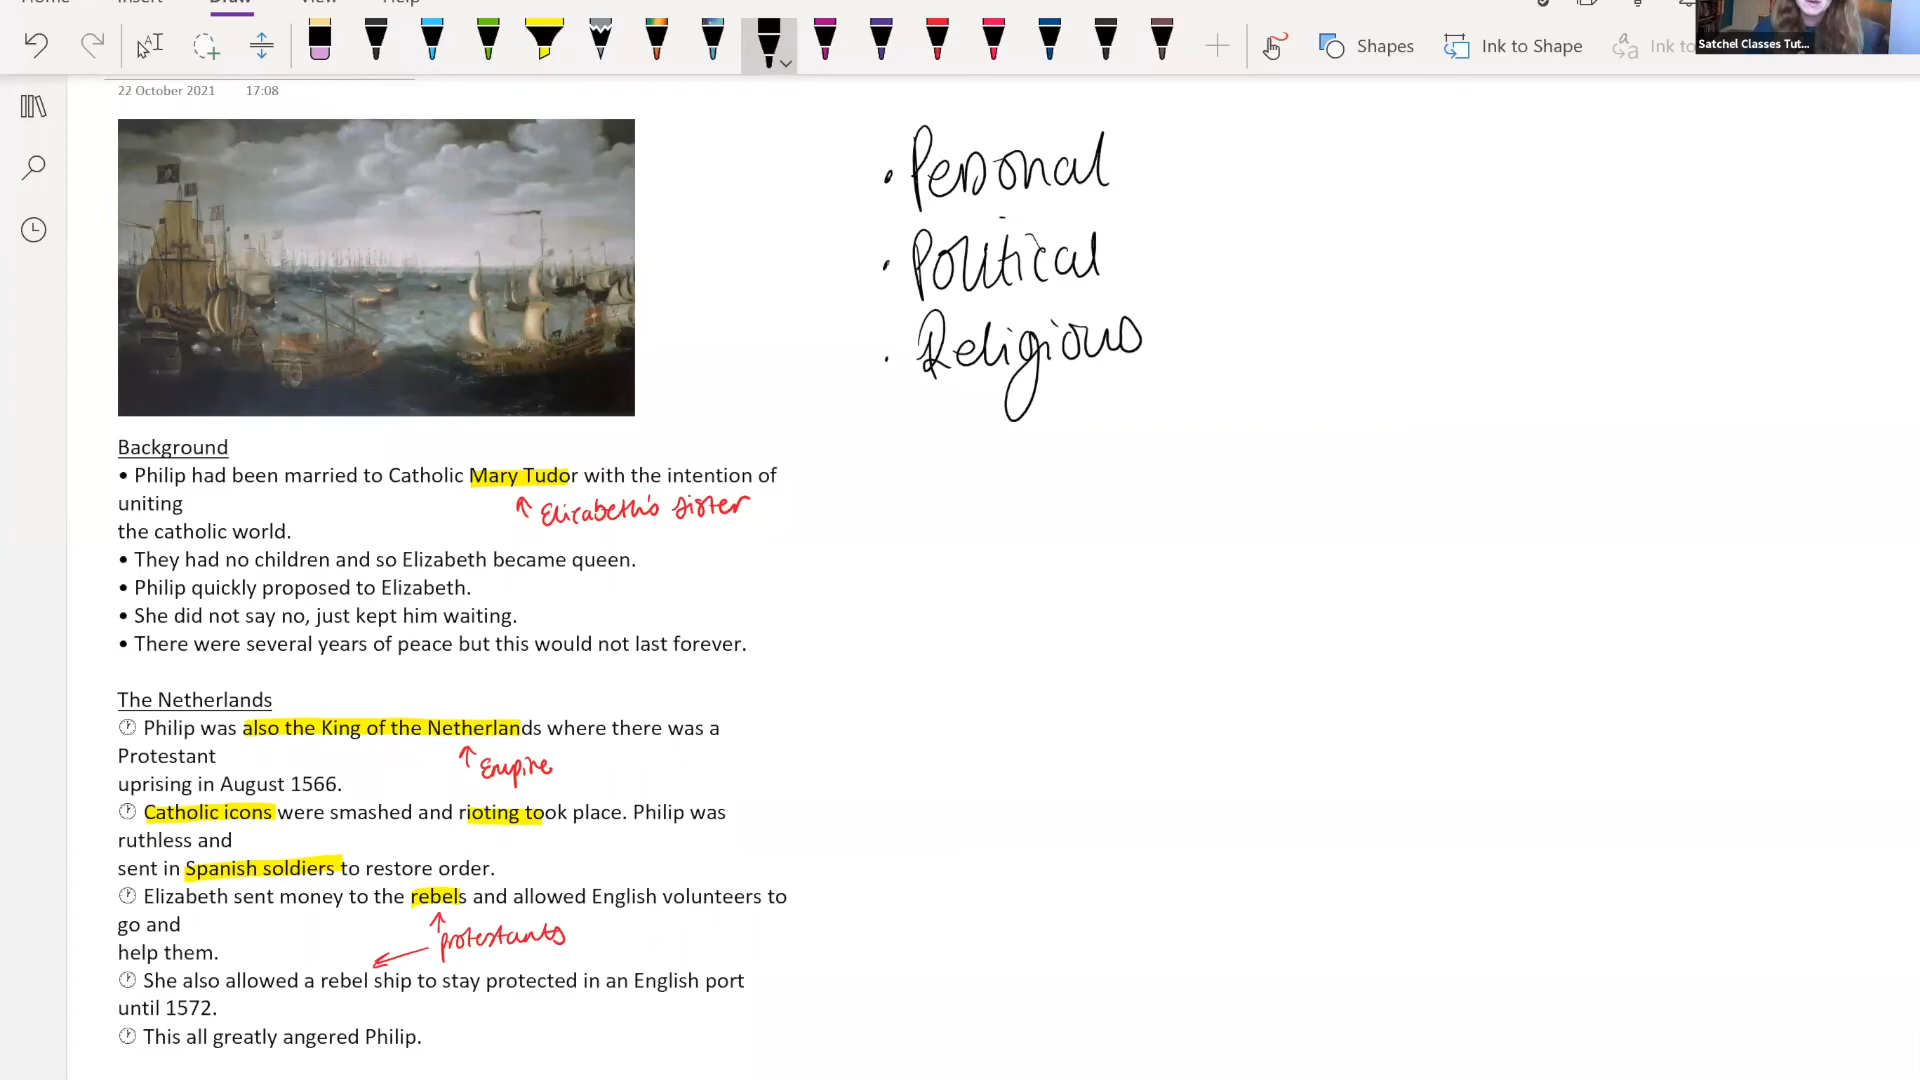 Draw
View
Help
Shapes
Ink to Shape
Ink to
Satchel Classes Tut...
22 October 2021 17:08
• Personal
• Political
• Religious
Background
• Philip had been married to Catholic Mary Tudor with the intention of
uniting
↑ Elizabeth's sister
the catholic world.
• They had no children and so Elizabeth became queen.
• Philip quickly proposed to Elizabeth.
• She did not say no, just kept him waiting.
• There were several years of peace but this would not last forever.
The Netherlands
Philip was also the King of the Netherlands where there was a
Protestant
↑ Empire
uprising in August 1566.
Catholic icons were smashed and rioting took place. Philip was
ruthless and
sent in Spanish soldiers to restore order.
Elizabeth sent money to the rebels and allowed English volunteers to
go and
↑ protestants
help them.
She also allowed a rebel ship to stay protected in an English port
until 1572.
This all greatly angered Philip.